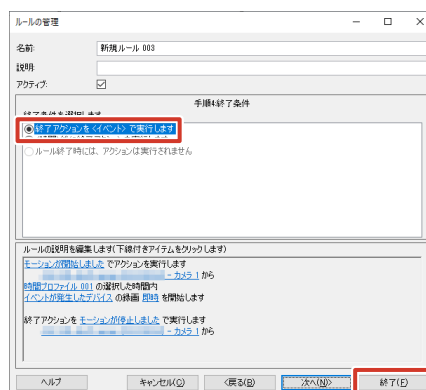 ルールの管理
名前:
新規ルール 003
説明:
アクティブ:
手順4:終了条件
終了条件を選択します
終了アクションを<イベント> で実行します
ルール終了時には、アクションは実行されません
ルールの説明を編集します(下線付きアイテムをクリックします)
モーションが開始しました でアクションを実行します
- カメラ 1 から
時間プロファイル 001 の選択した時間内
イベントが発生したデバイス の録画 即時 を開始します
終了アクションを モーションが停止しました で実行します
- カメラ 1 から
ヘルプ
キャンセル(C)
<戻る(B)
次へ(N)>
終了(F)